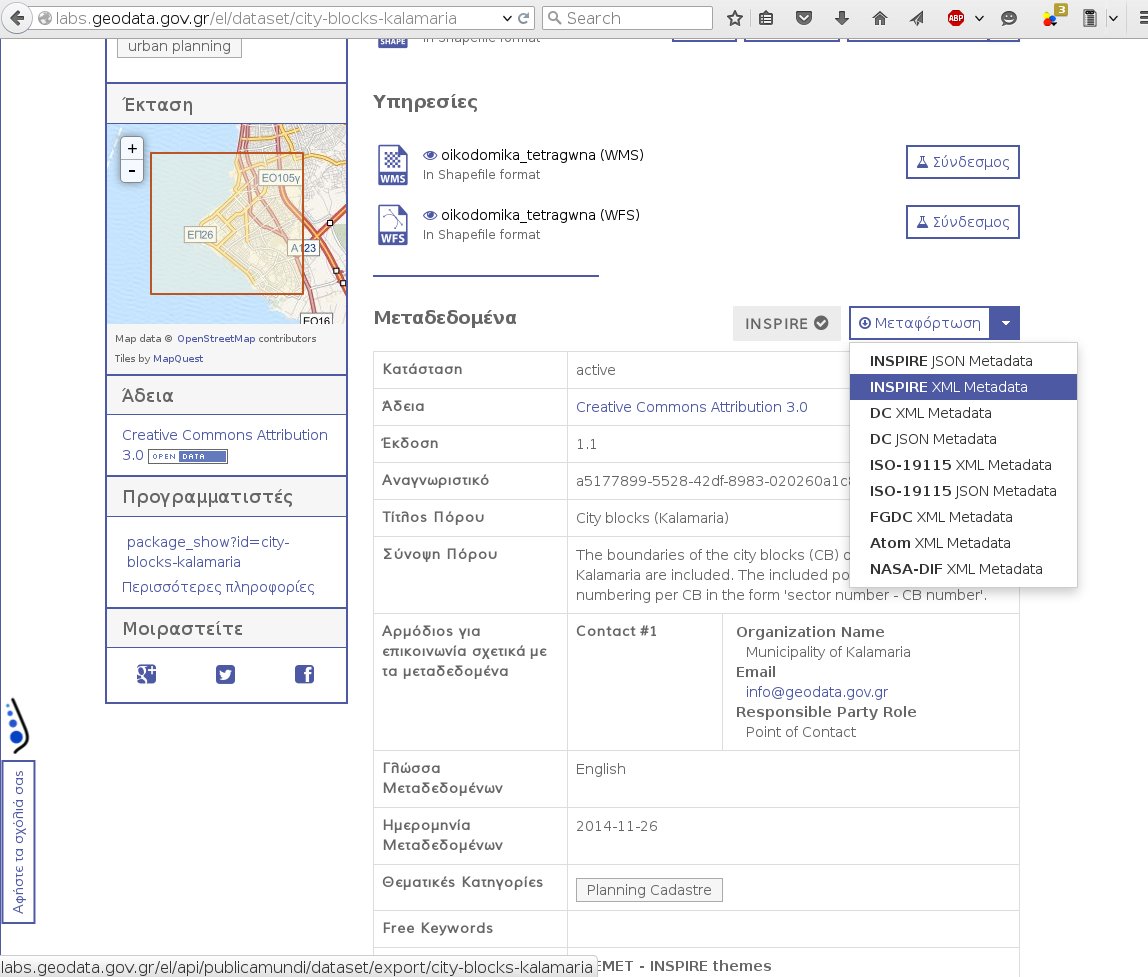 labs.geodata.gov.gr/el/dataset/city-blocks-kalamaria
Search
ABP
3
urban planning
Έκταση
+
-
ΕΟ105γ
ΕΠ26
A123
ΕΟ16
Map data © OpenStreetMap contributors
Tiles by MapQuest
Άδεια
Creative Commons Attribution
3.0 OPEN DATA
Προγραμματιστές
package_show?id=city-
blocks-kalamaria
Περισσότερες πληροφορίες
Μοιραστείτε
Αφήστε τα σχόλιά σας
SHAPE
In Shapefile format
Υπηρεσίες
WMS
oikodomika_tetragwna (WMS)
In Shapefile format
Σύνδεσμος
WFS
oikodomika_tetragwna (WFS)
In Shapefile format
Σύνδεσμος
Μεταδεδομένα
INSPIRE
Μεταφόρτωση
INSPIRE JSON Metadata
INSPIRE XML Metadata
DC XML Metadata
DC JSON Metadata
ISO-19115 XML Metadata
ISO-19115 JSON Metadata
FGDC XML Metadata
Atom XML Metadata
NASA-DIF XML Metadata
Κατάσταση
active
Άδεια
Creative Commons Attribution 3.0
Έκδοση
1.1
Αναγνωριστικό
a5177899-5528-42df-8983-020260a1c
Τίτλος Πόρου
City blocks (Kalamaria)
Σύνοψη Πόρου
The boundaries of the city blocks (CB)
Kalamaria are included. The included
numbering per CB in the form 'sector number - CB number'.
Αρμόδιος για
επικοινωνία σχετικά με
τα μεταδεδομένα
Contact #1
Organization Name
Municipality of Kalamaria
Email
info@geodata.gov.gr
Responsible Party Role
Point of Contact
Γλώσσα
Μεταδεδομένων
English
Ημερομηνία
Μεταδεδομένων
2014-11-26
Θεματικές Κατηγορίες
Planning Cadastre
Free Keywords
EMET - INSPIRE themes
labs.geodata.gov.gr/el/api/publicamundi/dataset/export/city-blocks-kalamaria